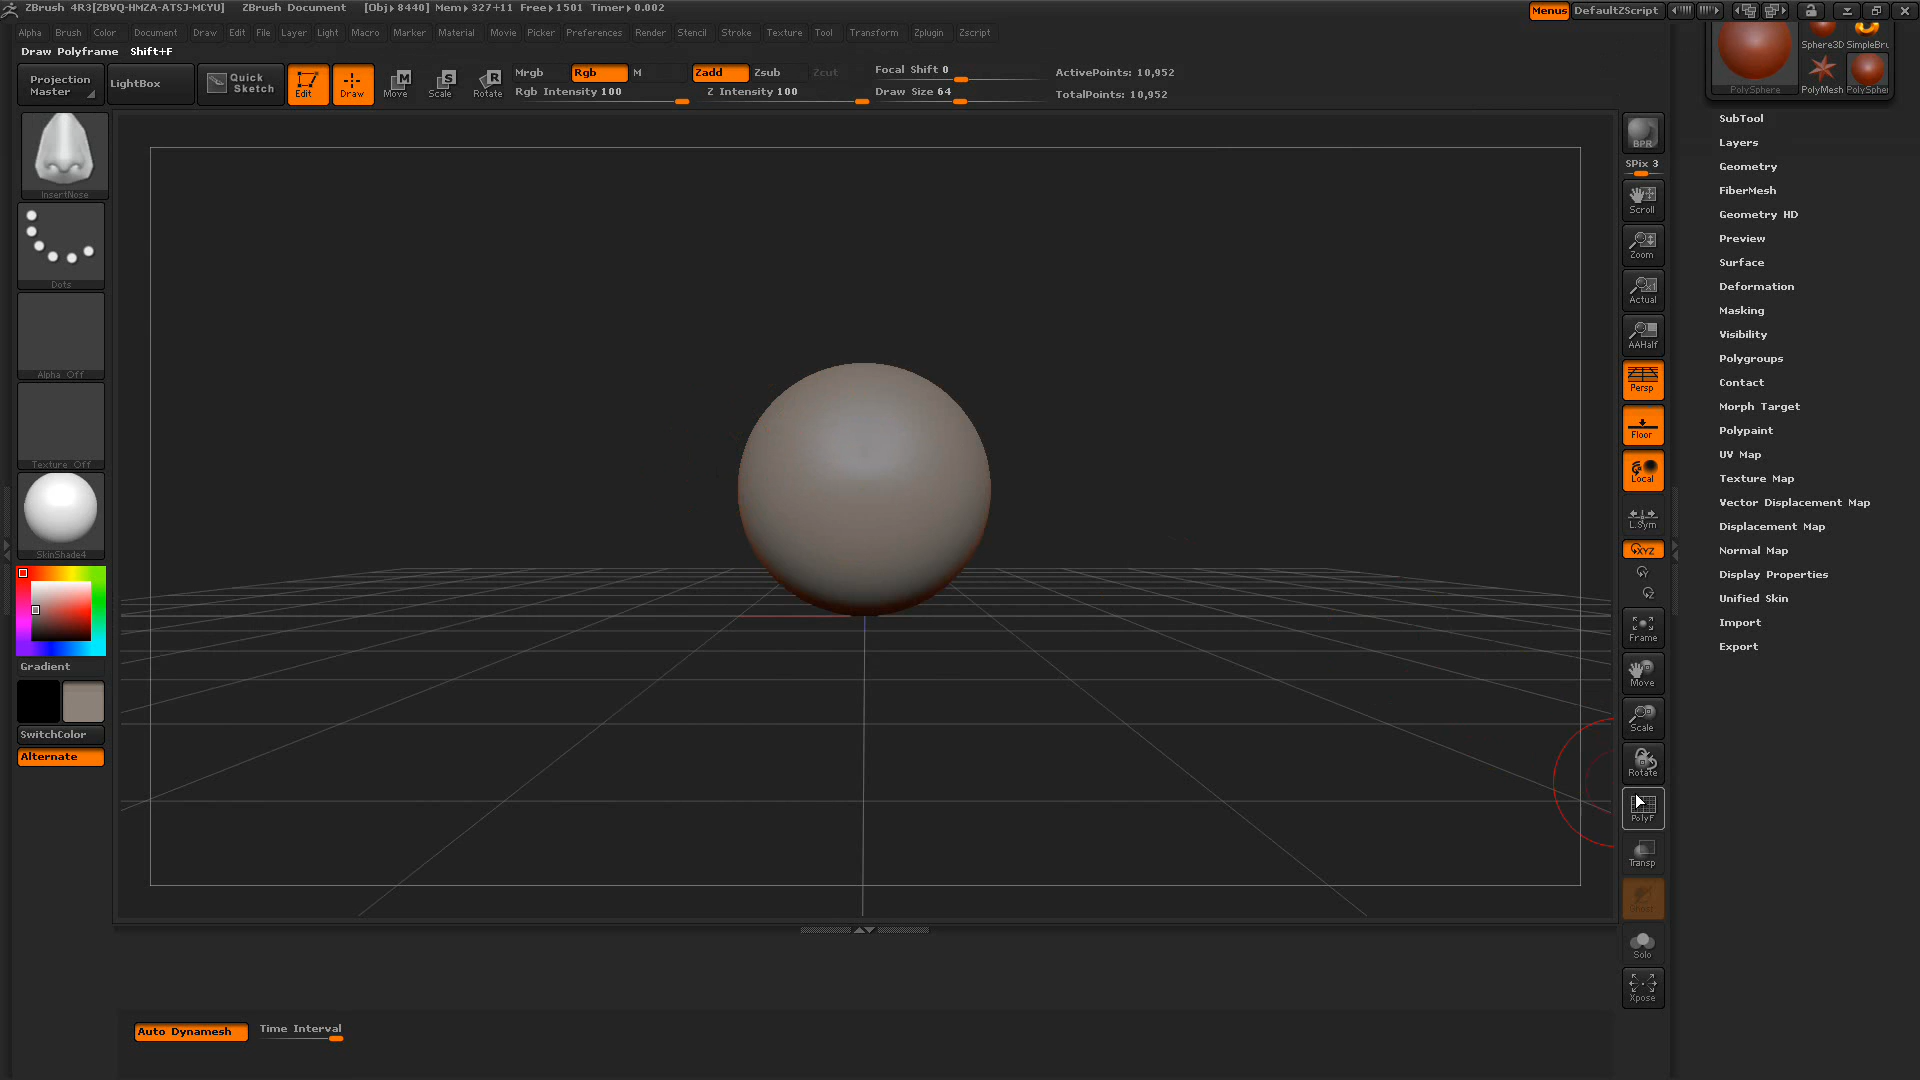 ZBrush 4R3[ZBVQ-HMZA-ATSJ-MCYU] ZBrush Document [Obj▸8440] Mem▸327+11 Free▸1501 Timer▸0.002 Menus DefaultZScript
Alpha Brush Color Document Draw Edit File Layer Light Macro Marker Material Movie Picker Preferences Render Stencil Stroke Texture Tool Transform Zplugin Zscript
Draw Polyframe Shift+F
Projection Master
LightBox
Quick Sketch
Edit
Draw
Move
Scale
Rotate
Mrgb Rgb M
Rgb Intensity 100
Zadd Zsub Zcut
Z Intensity 100
Focal Shift 0
Draw Size 64
ActivePoints: 10,952
TotalPoints: 10,952
InsertNose
Dots
Alpha Off
Texture Off
SkinShade4
Gradient
SwitchColor
Alternate
BPR
SPix 3
Scroll
Zoom
Actual
AAHalf
Persp
Floor
Local
L.Sym
XYZ
Y
Z
Frame
Move
Scale
Rotate
PolyF
Transp
Ghost
Solo
Xpose
Sphere3D SimpleBru
PolySphere PolyMesh PolySpher
SubTool
Layers
Geometry
FiberMesh
Geometry HD
Preview
Surface
Deformation
Masking
Visibility
Polygroups
Contact
Morph Target
Polypaint
UV Map
Texture Map
Vector Displacement Map
Displacement Map
Normal Map
Display Properties
Unified Skin
Import
Export
Auto Dynamesh
Time Interval